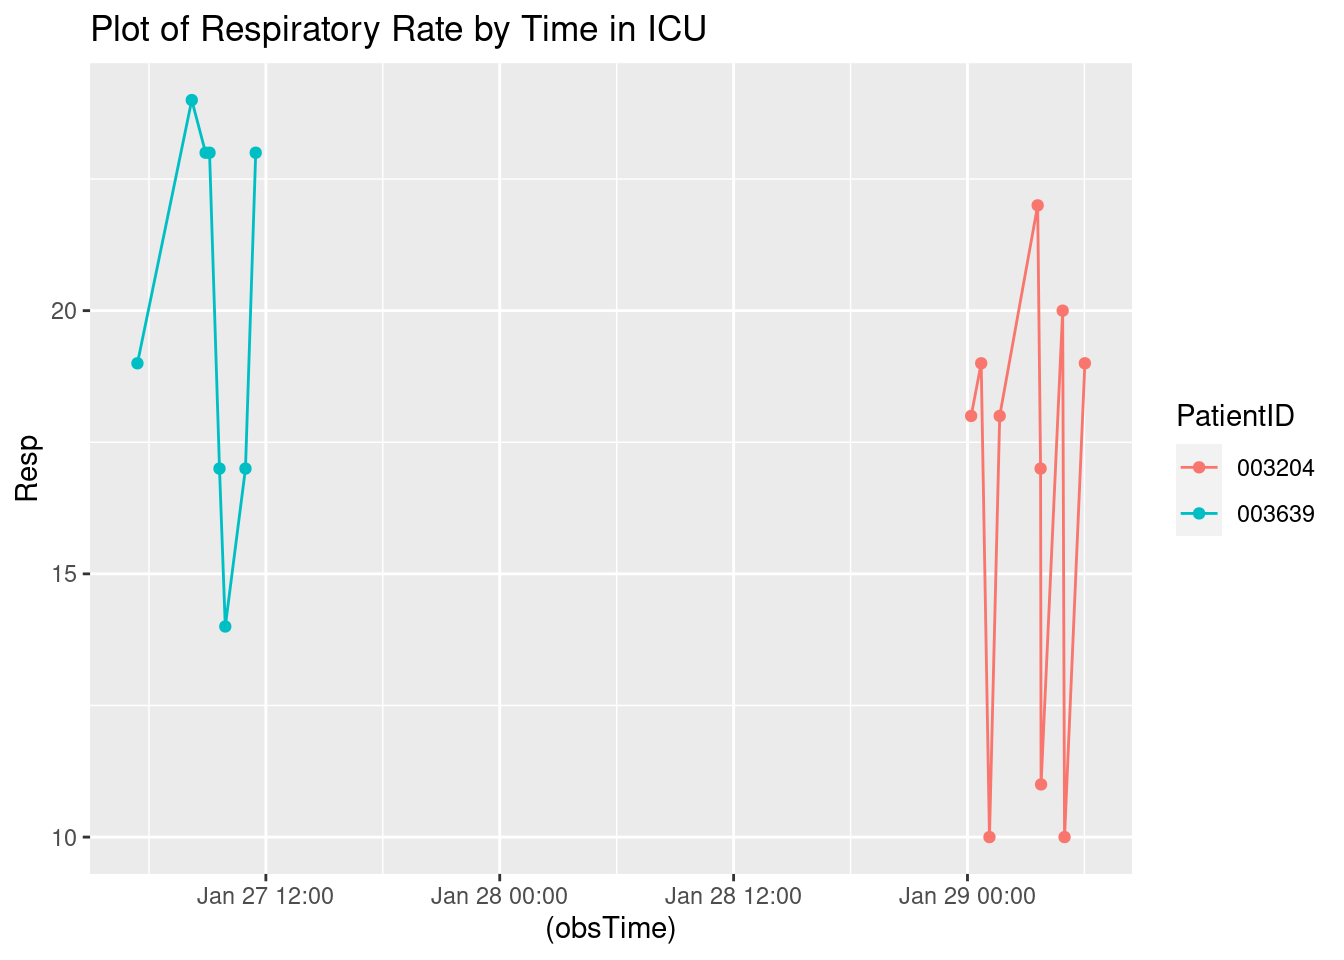 Plot of Respiratory Rate by Time in ICU
Resp
20
15
10
Jan 27 12:00
Jan 28 00:00
Jan 28 12:00
Jan 29 00:00
(obsTime)
PatientID
003204
003639